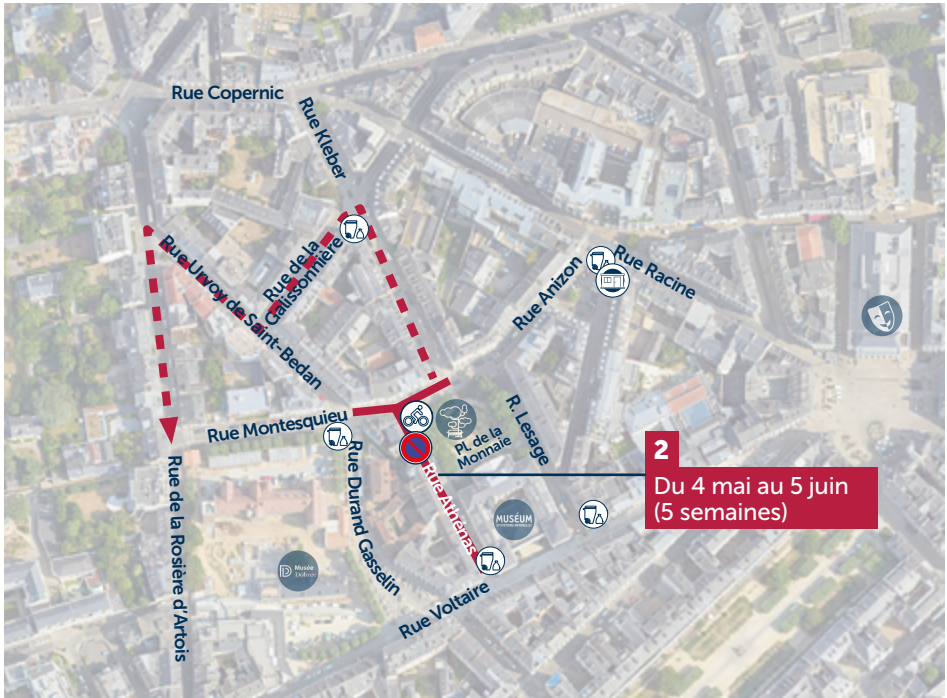 Rue Copernic
Rue Kleber
Rue de la
Galissonnière
Rue Urvoy de Saint-Bedan
Rue Anizon
Rue Racine
Rue Montesquieu
R. Lesage
Pl. de la
Monnaie
2
Du 4 mai au 5 juin
(5 semaines)
Rue Durand Gasselin
Rue Athénas
MUSÉUM
Rue de la Rosière d'Artois
Musée
Dobrée
Rue Voltaire